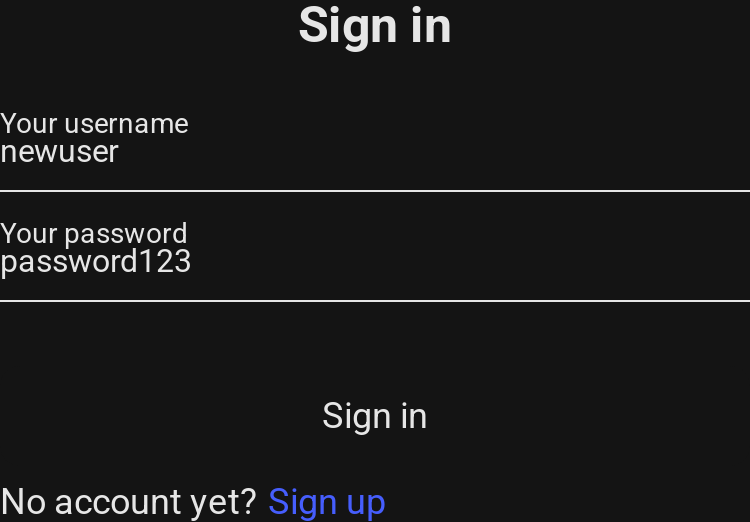 Sign in
Your username
newuser
Your password
password123
Sign in
No account yet? Sign up